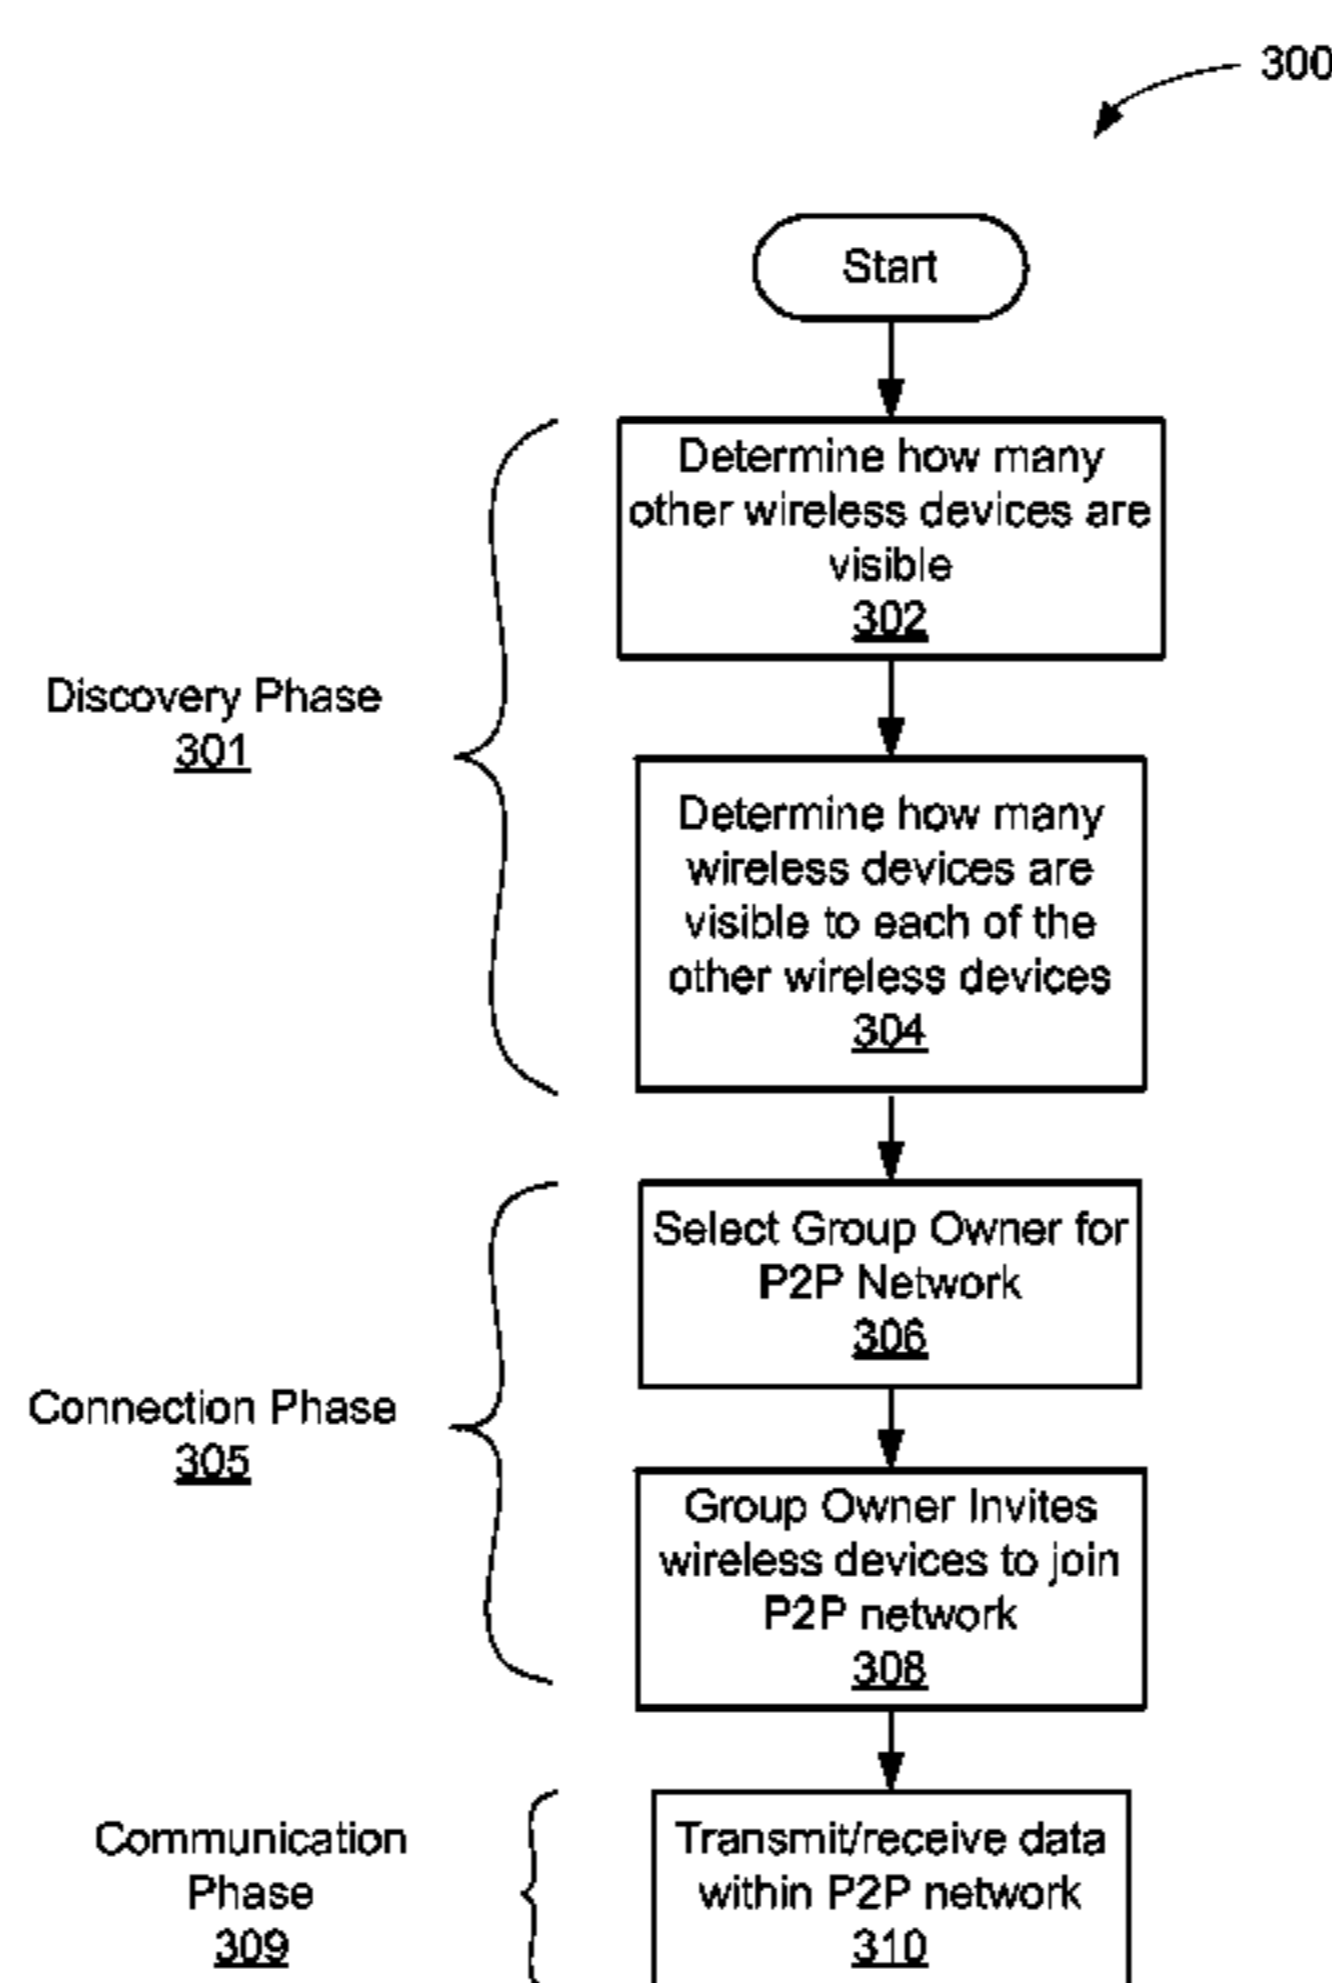 300
Start
Determine how many
other wireless devices are
visible
302
Discovery Phase
301
Determine how many
wireless devices are
visible to each of the
other wireless devices
304
Select Group Owner for
P2P Network
306
Connection Phase
305
Group Owner Invites
wireless devices to join
P2P network
308
Communication
Phase
309
Transmit/receive data
within P2P network
310